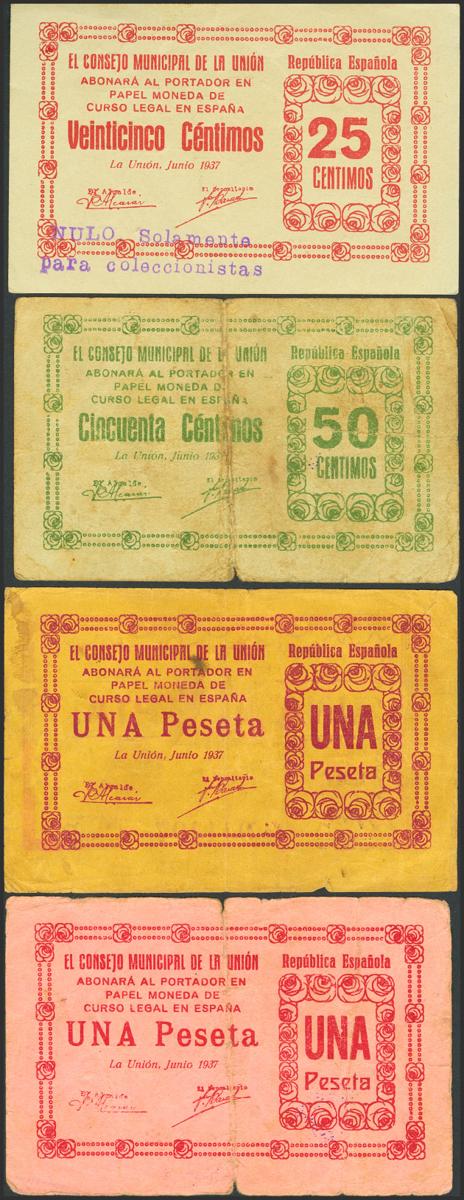 EL CONSEJO MUNICIPAL DE LA UNIÓN
ABONARÁ AL PORTADOR EN
PAPEL MONEDA DE
CURSO LEGAL EN ESPAÑA
Veinticinco Céntimos
La Unión, Junio 1937
El Alcalde,
NULO Solamente
para coleccionistas
República Española
25
CENTIMOS
EL CONSEJO MUNICIPAL DE LA UNIÓN
ABONARÁ AL PORTADOR EN
PAPEL MONEDA DE
CURSO LEGAL EN ESPAÑA
Cincuenta Céntimos
La Unión, Junio
El Alcalde,
República Española
50
CENTIMOS
EL CONSEJO MUNICIPAL DE LA UNIÓN
ABONARÁ AL PORTADOR EN
PAPEL MONEDA DE
CURSO LEGAL EN ESPAÑA
UNA Peseta
La Unión, Junio 1937
El Alcalde,
República Española
UNA
Peseta
EL CONSEJO MUNICIPAL DE LA UNIÓN
ABONARÁ AL PORTADOR EN
PAPEL MONEDA DE
CURSO LEGAL EN ESPAÑA
UNA Peseta
La Unión, Junio 1937
El Alcalde,
República Española
UNA
Peseta